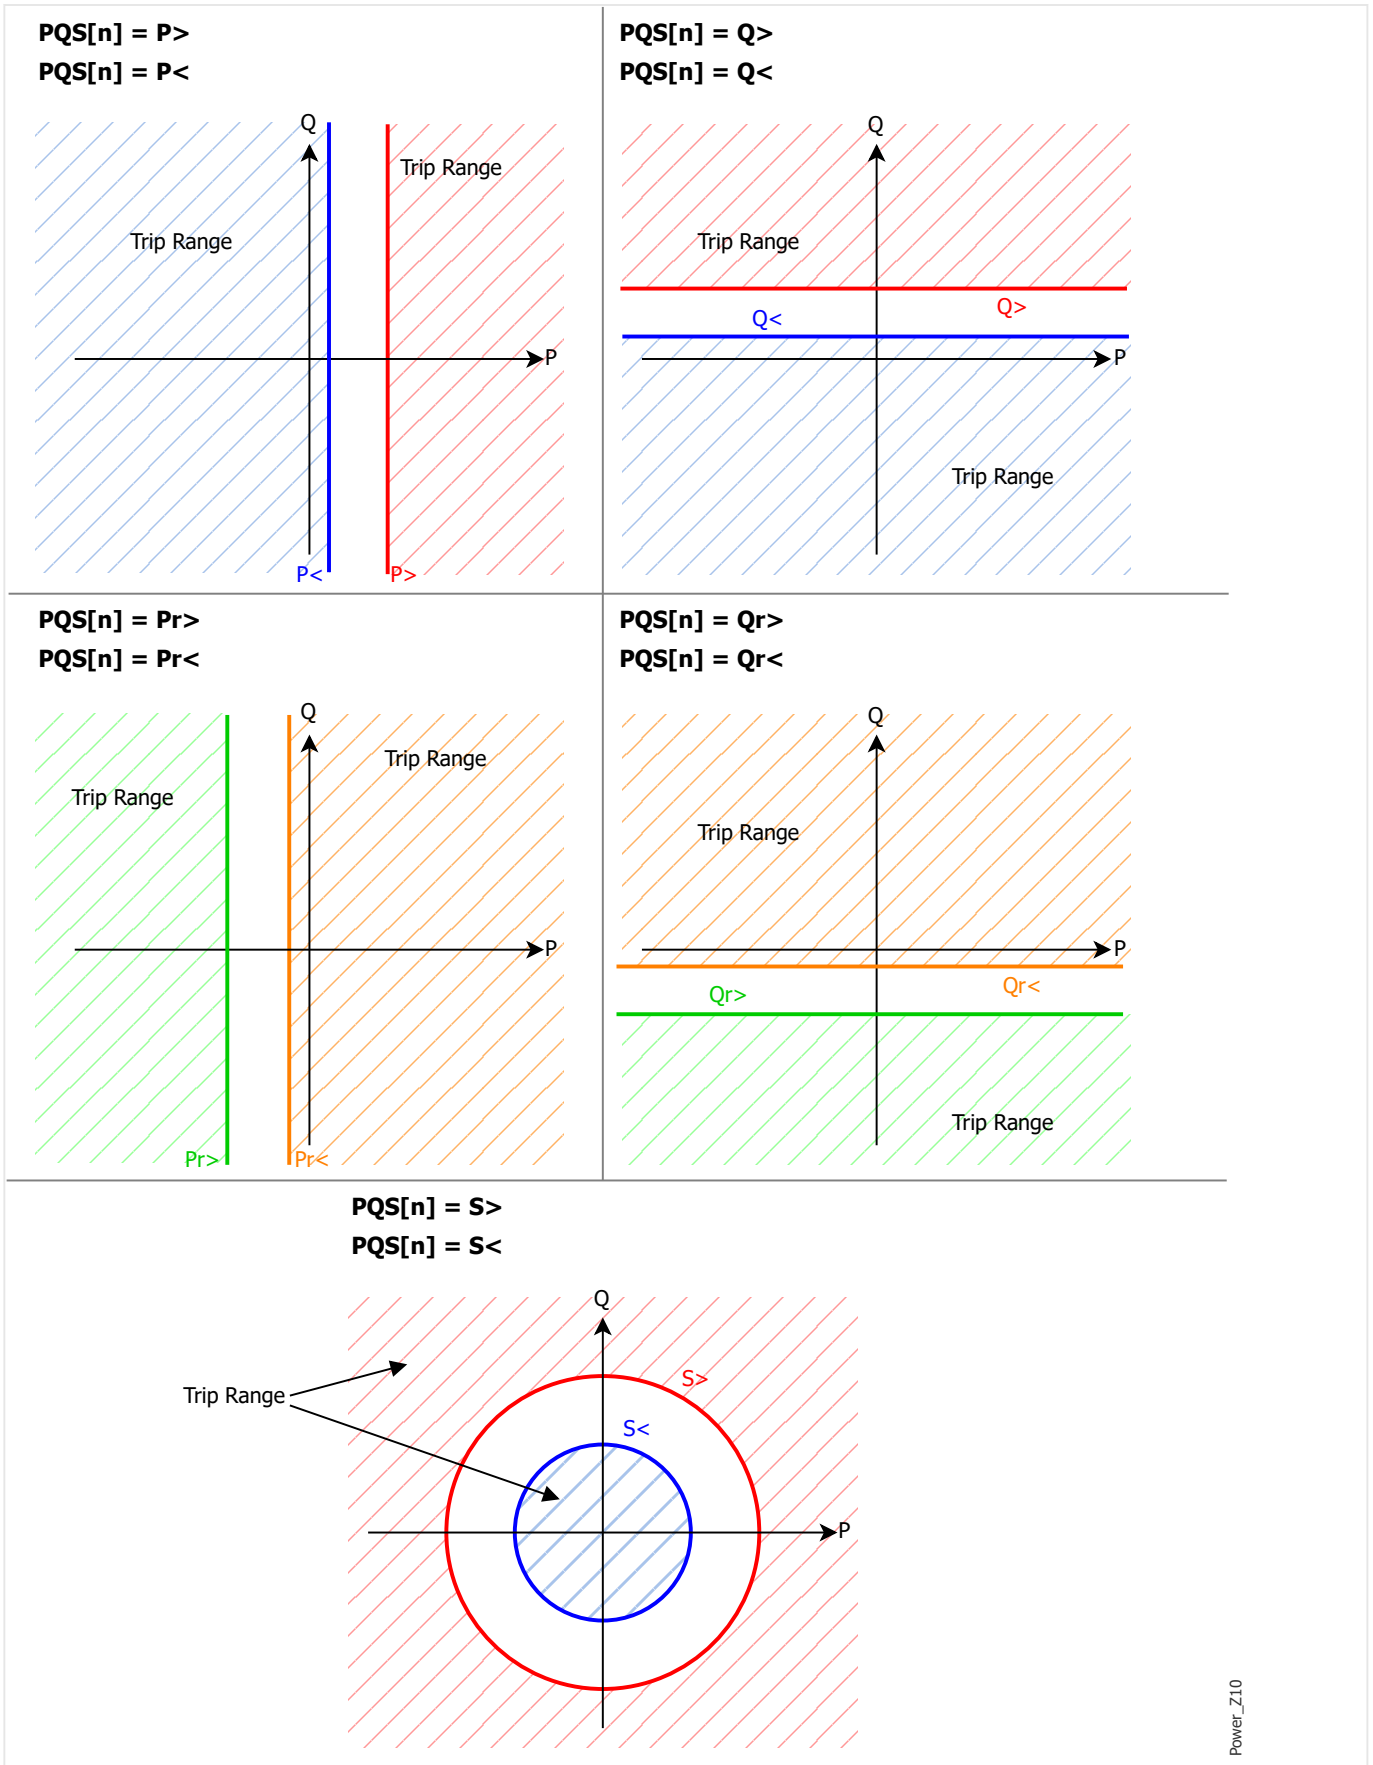 PQS[n] = P>
PQS[n] = P<
Q
Trip Range
Trip Range
P
P<
P>
PQS[n] = Q>
PQS[n] = Q<
Q
Trip Range
Q>
Q<
P
Trip Range
PQS[n] = Pr>
PQS[n] = Pr<
Q
Trip Range
Trip Range
P
Pr>
Pr<
PQS[n] = Qr>
PQS[n] = Qr<
Q
Trip Range
P
Qr>
Qr<
Trip Range
PQS[n] = S>
PQS[n] = S<
Q
S>
Trip Range
S<
P
Power_Z10